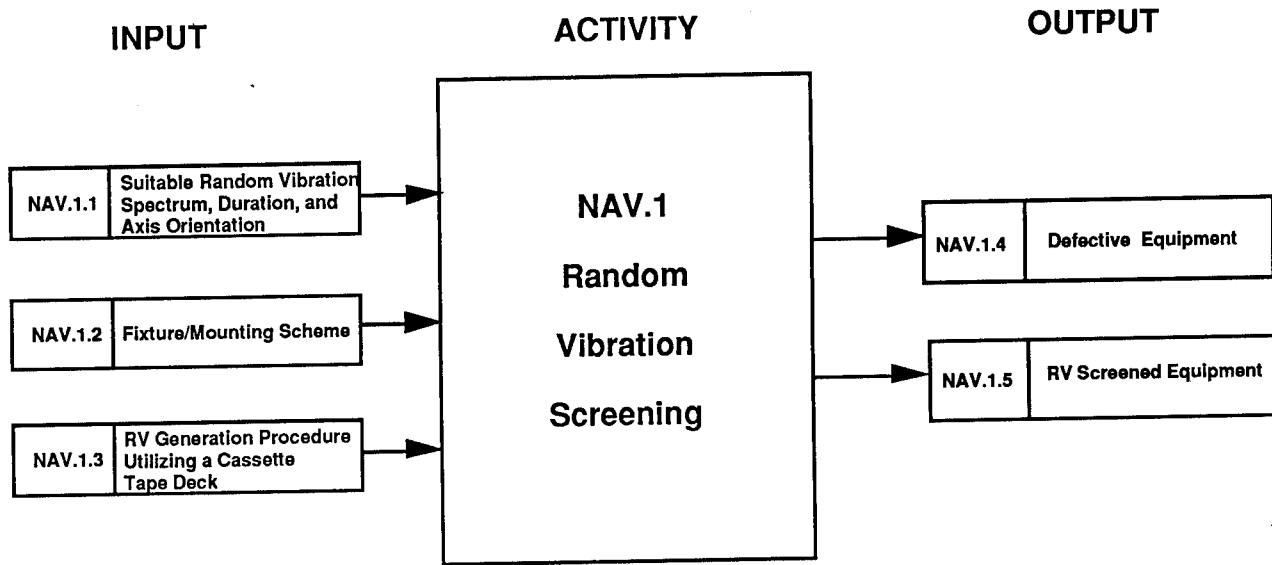 INPUT
ACTIVITY
OUTPUT
NAV.1.1
Suitable Random Vibration
Spectrum, Duration, and
Axis Orientation
NAV.1.2
Fixture/Mounting Scheme
NAV.1.3
RV Generation Procedure
Utilizing a Cassette
Tape Deck
NAV.1
Random
Vibration
Screening
NAV.1.4
Defective Equipment
NAV.1.5
RV Screened Equipment